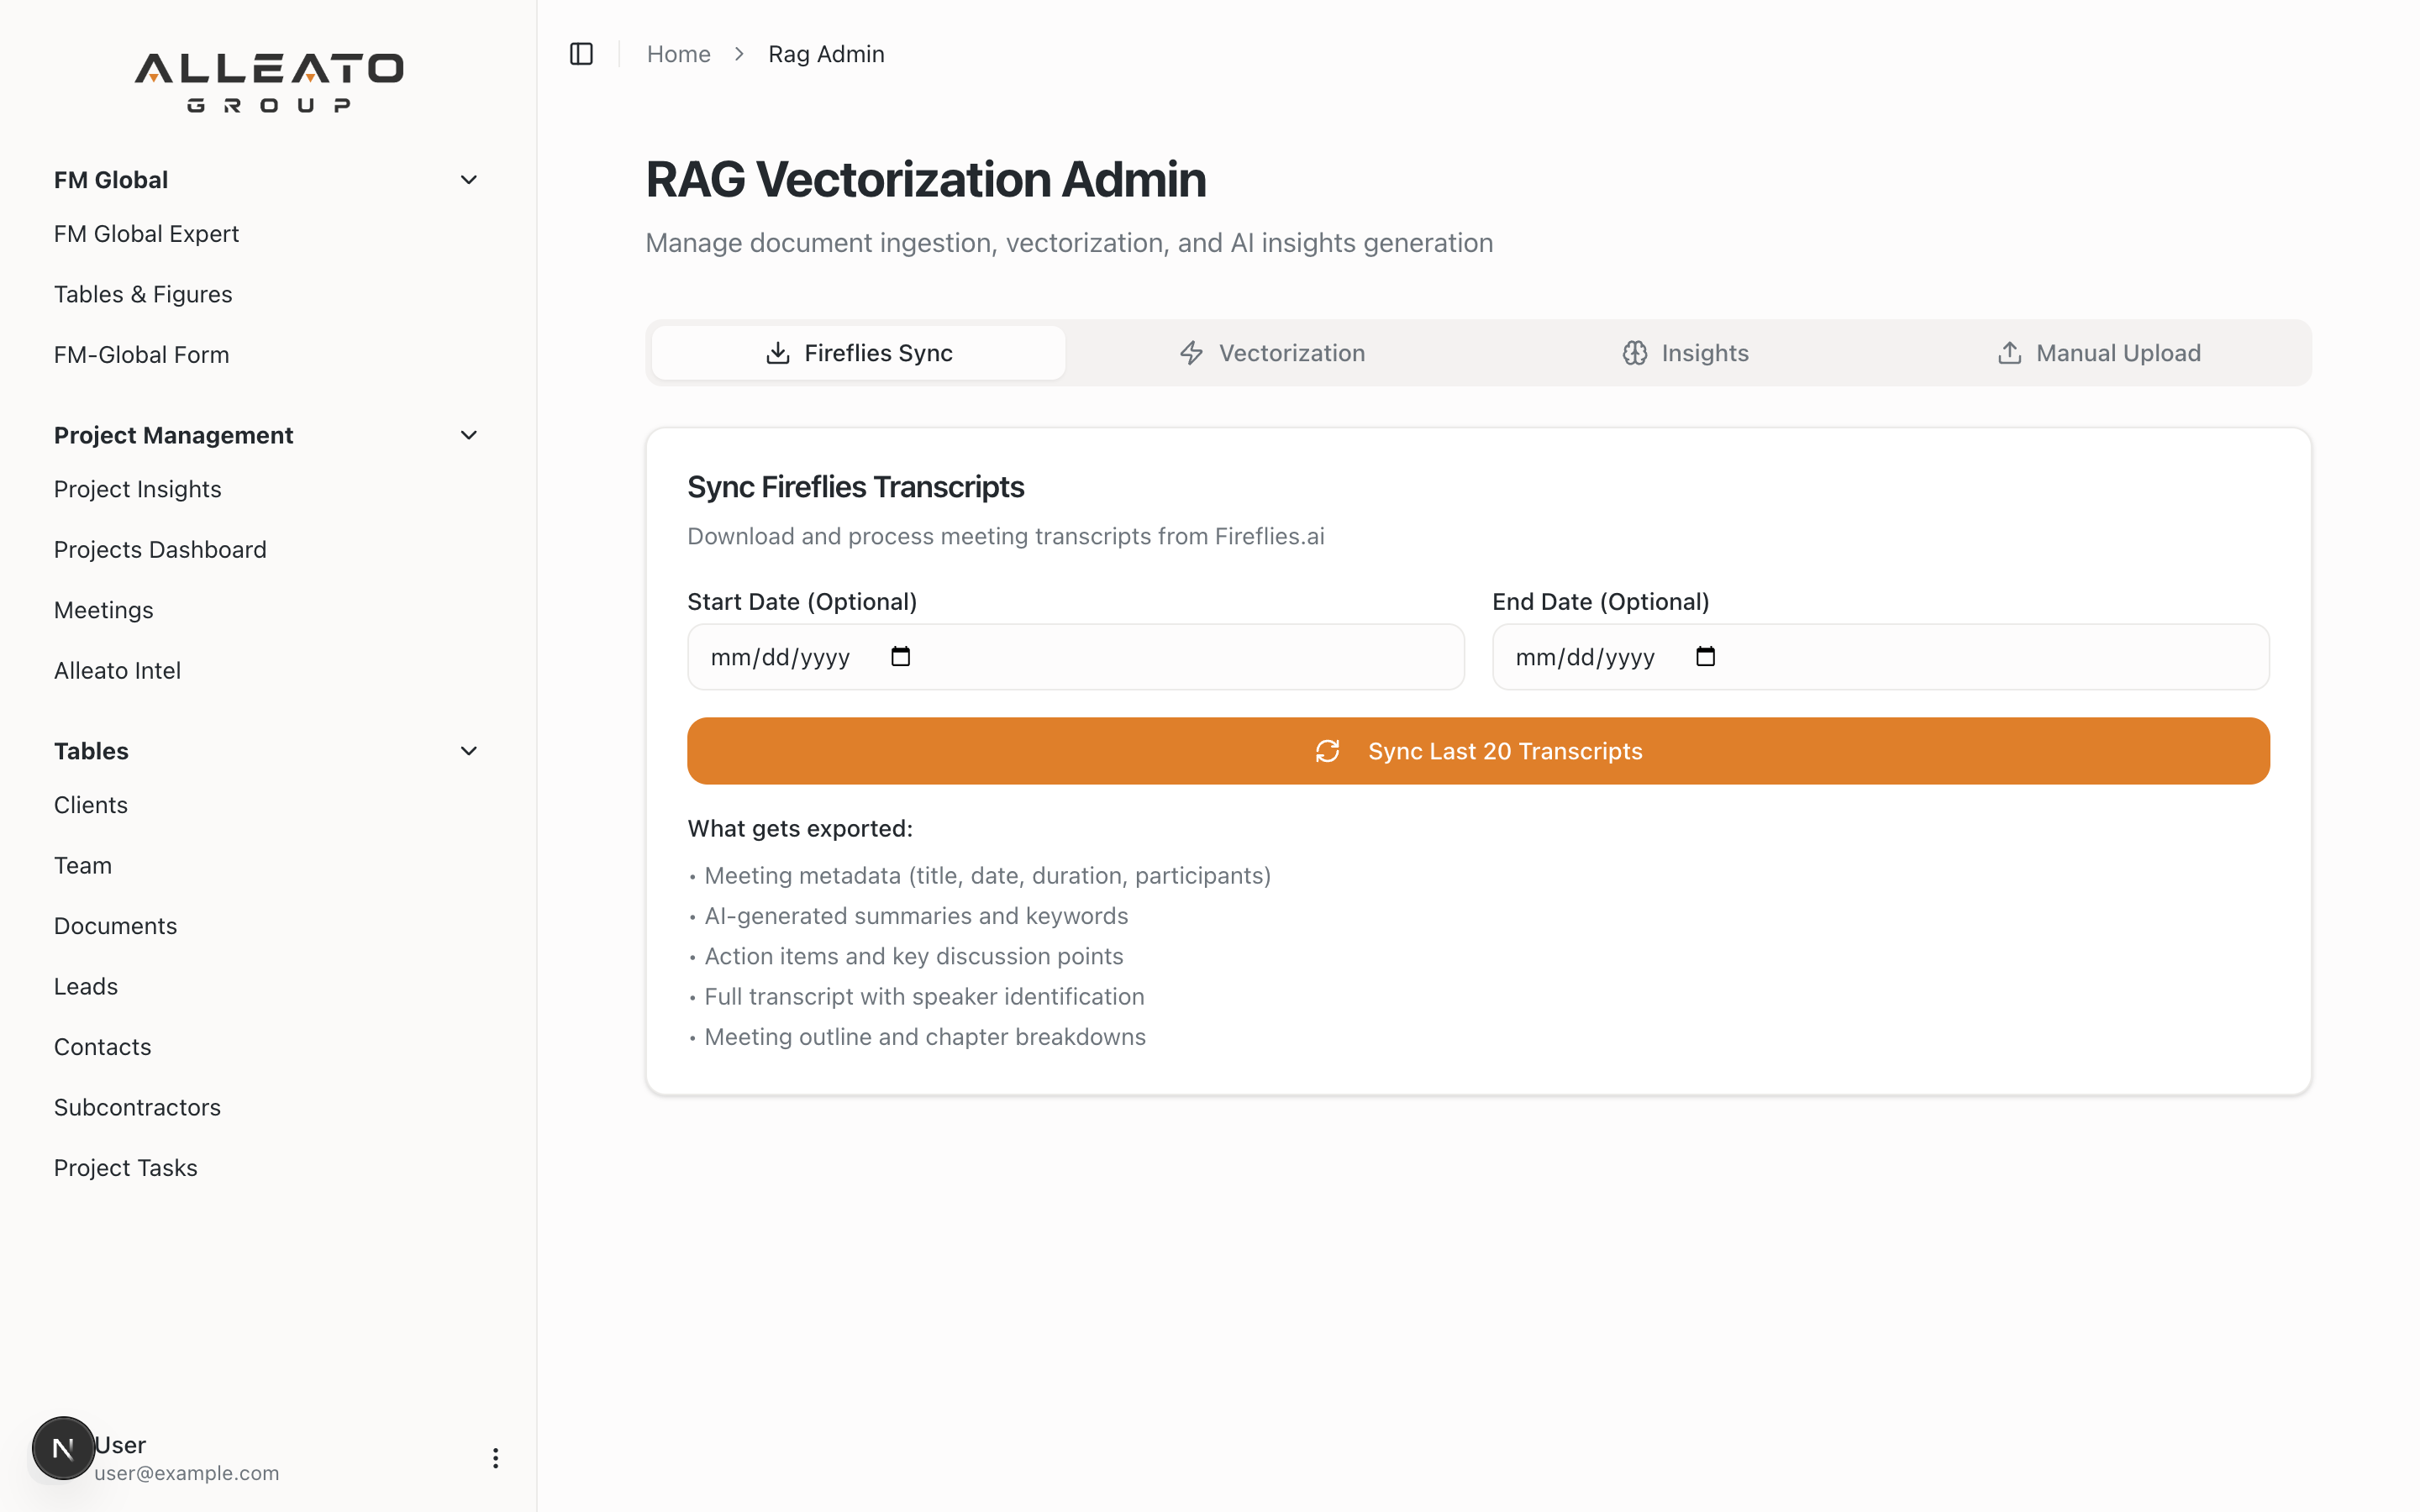 ALLEATO
GROUP
FM Global
FM Global Expert
Tables & Figures
FM-Global Form
Project Management
Project Insights
Projects Dashboard
Meetings
Alleato Intel
Tables
Clients
Team
Documents
Leads
Contacts
Subcontractors
Project Tasks
N
User
user@example.com
Home > Rag Admin
RAG Vectorization Admin
Manage document ingestion, vectorization, and AI insights generation
Fireflies Sync
Vectorization
Insights
Manual Upload
Sync Fireflies Transcripts
Download and process meeting transcripts from Fireflies.ai
Start Date (Optional)
mm/dd/yyyy
End Date (Optional)
mm/dd/yyyy
Sync Last 20 Transcripts
What gets exported:
• Meeting metadata (title, date, duration, participants)
• AI-generated summaries and keywords
• Action items and key discussion points
• Full transcript with speaker identification
• Meeting outline and chapter breakdowns